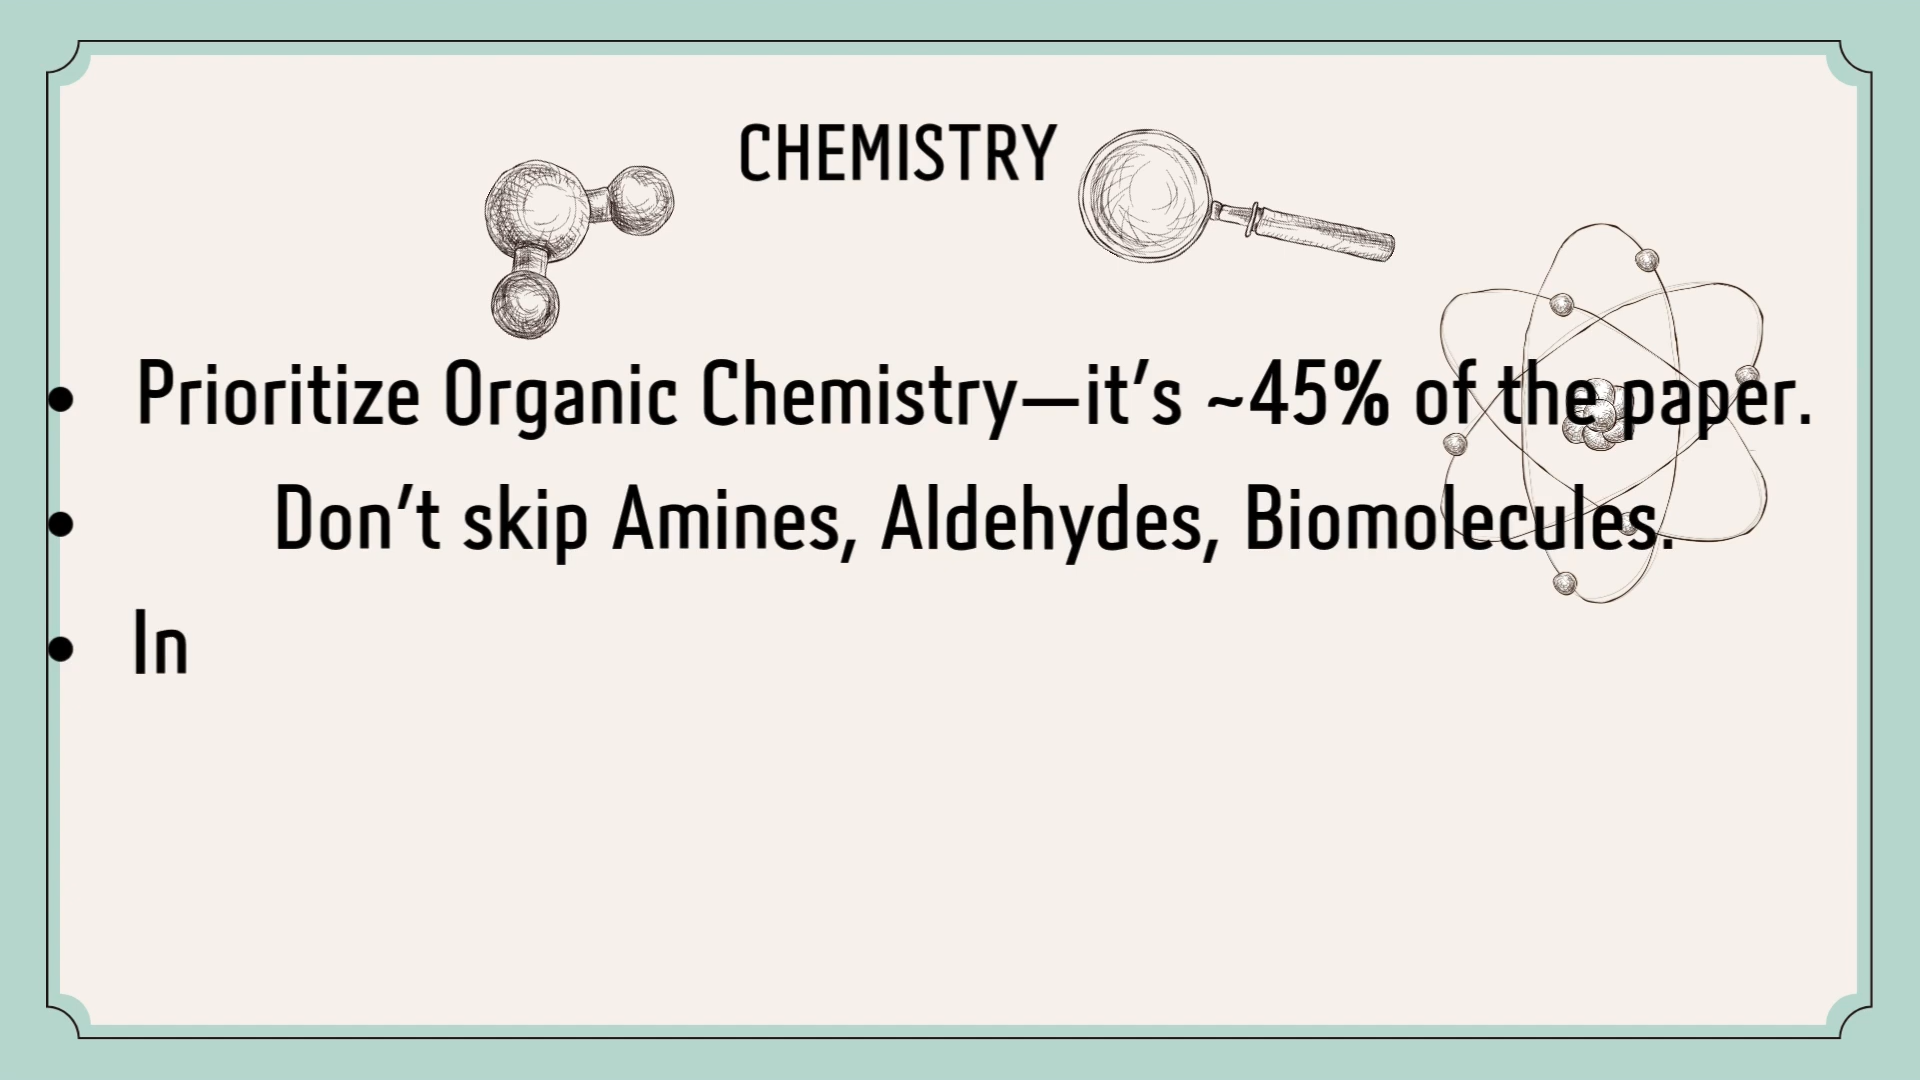 CHEMISTRY
• Prioritize Organic Chemistry—it’s ~45% of the paper.
• Don’t skip Amines, Aldehydes, Biomolecules.
• In